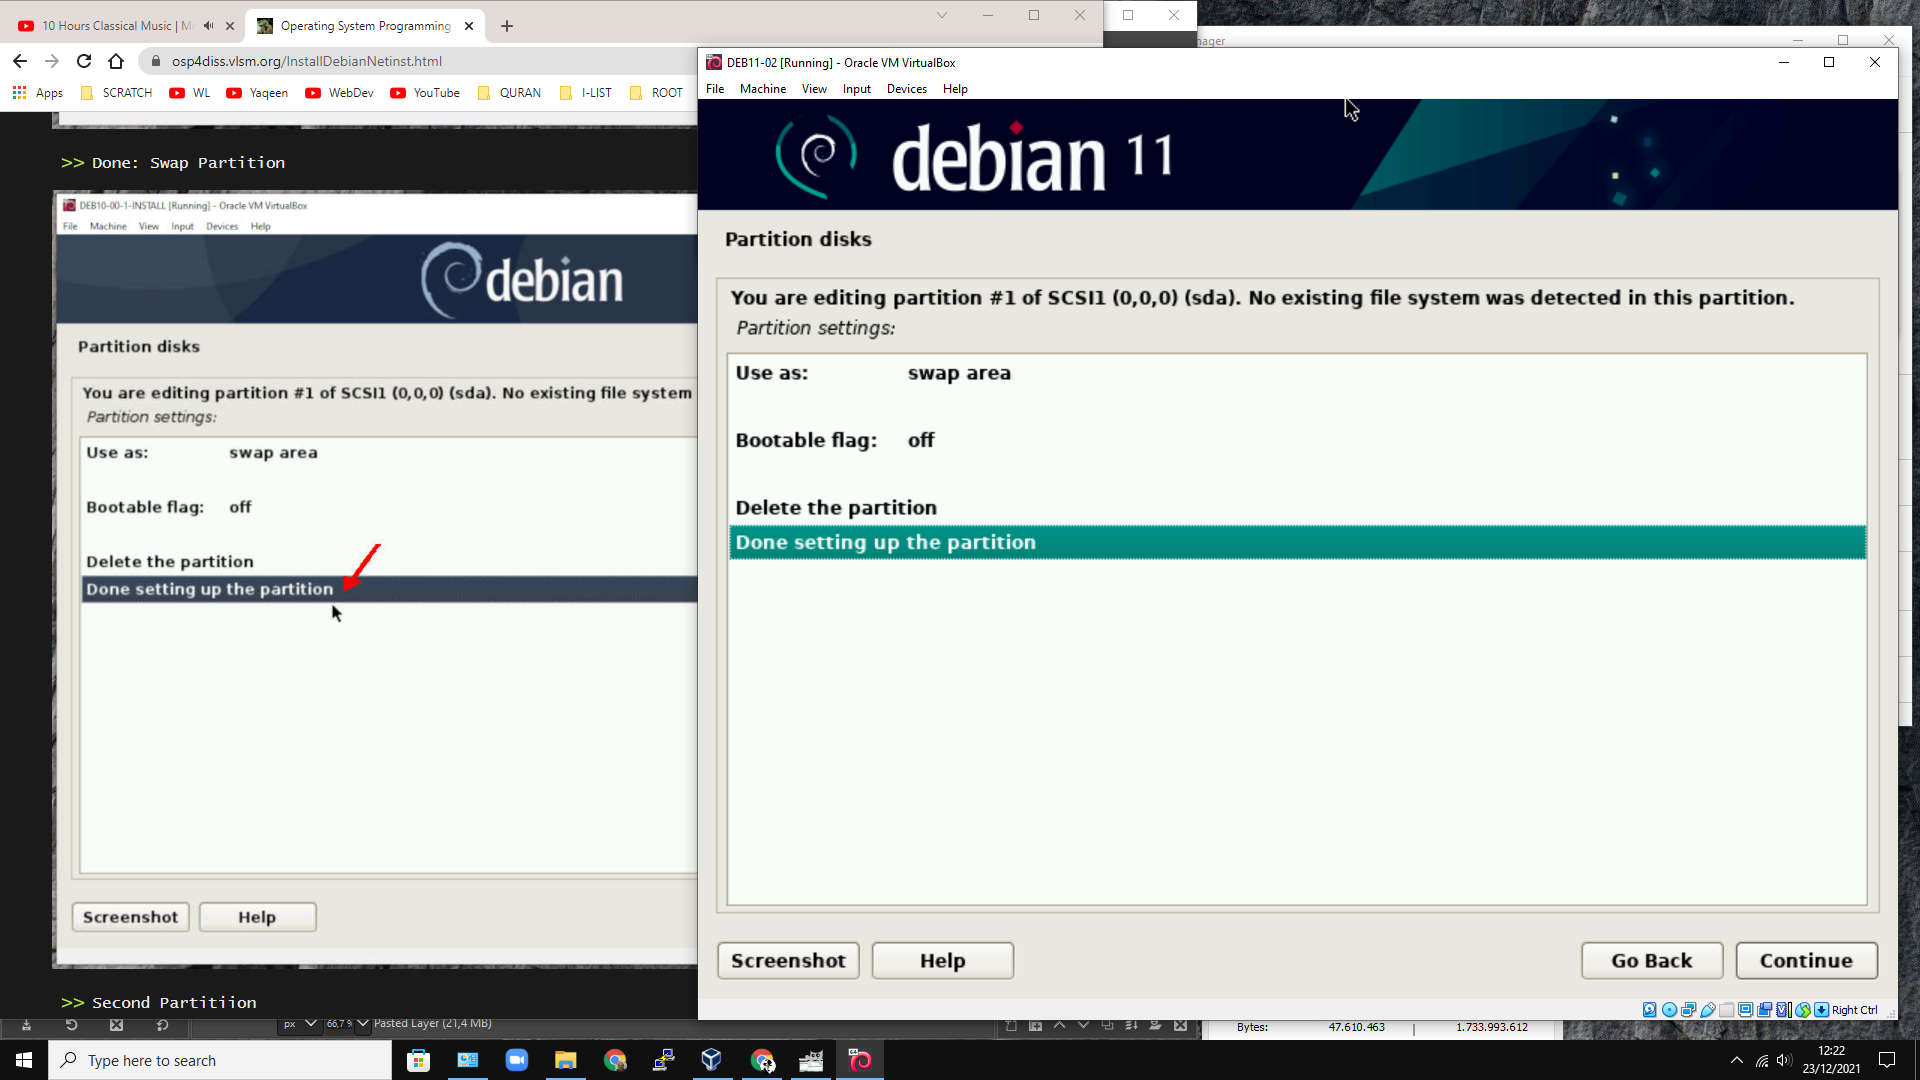 10 Hours Classical Music | M
Operating System Programming
osp4diss.vlsm.org/InstallDebianNetinst.html
Apps
SCRATCH
WL
Yaqeen
WebDev
YouTube
QURAN
I-LIST
ROOT
>> Done: Swap Partition
DEB10-00-1-INSTALL [Running] - Oracle VM VirtualBox
File Machine View Input Devices Help
debian
Partition disks
You are editing partition #1 of SCSI1 (0,0,0) (sda). No existing file system
Partition settings:
Use as: swap area
Bootable flag: off
Delete the partition
Done setting up the partition
Screenshot
Help
>> Second Partitiion
px
66,7
Pasted Layer (21,4 MB)
nager
DEB11-02 [Running] - Oracle VM VirtualBox
File Machine View Input Devices Help
debian 11
Partition disks
You are editing partition #1 of SCSI1 (0,0,0) (sda). No existing file system was detected in this partition.
Partition settings:
Use as: swap area
Bootable flag: off
Delete the partition
Done setting up the partition
Screenshot
Help
Go Back
Continue
Right Ctrl
Bytes: 47.610.463 | 1.733.993.612
Type here to search
12:22
23/12/2021